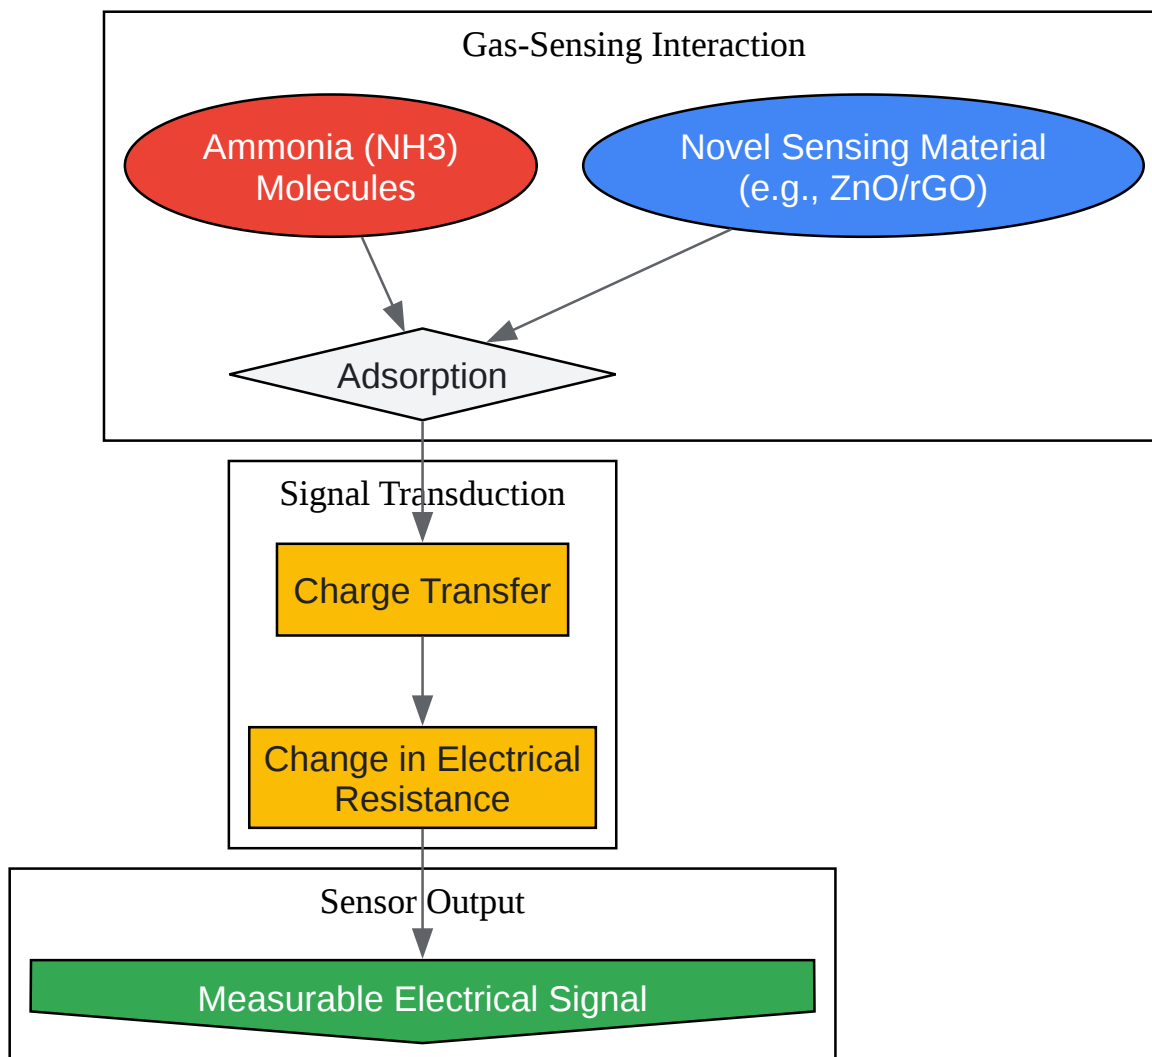 Gas-Sensing Interaction
Ammonia (NH3)
Molecules
Novel Sensing Material
(e.g., ZnO/rGO)
Adsorption
Signal Transduction
Charge Transfer
Change in Electrical
Resistance
Sensor Output
Measurable Electrical Signal